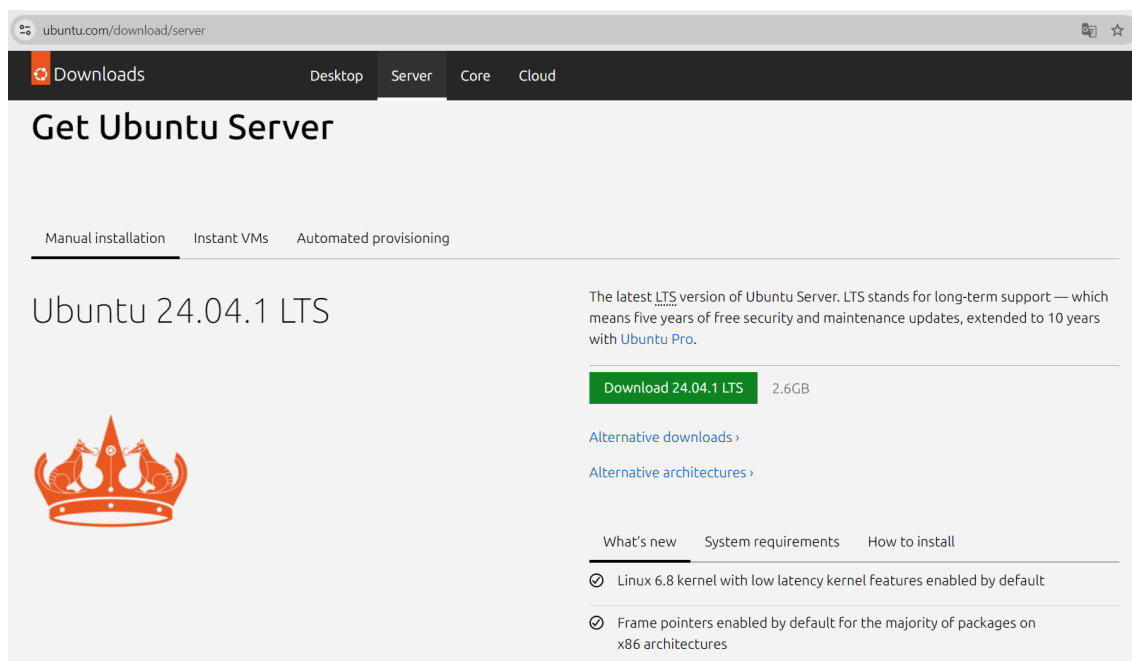 ubuntu.com/download/server
Downloads
Desktop
Server
Core
Cloud
Get Ubuntu Server
Manual installation
Instant VMs
Automated provisioning
Ubuntu 24.04.1 LTS
The latest LTS version of Ubuntu Server. LTS stands for long-term support — which
means five years of free security and maintenance updates, extended to 10 years
with Ubuntu Pro.
Download 24.04.1 LTS
2.6GB
Alternative downloads ›
Alternative architectures ›
What's new
System requirements
How to install
Linux 6.8 kernel with low latency kernel features enabled by default
Frame pointers enabled by default for the majority of packages on
x86 architectures